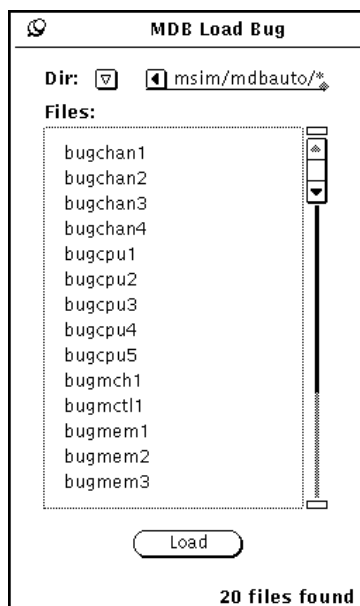 MDB Load Bug
Dir: msim/mdbauto/*
Files:
bugchan1
bugchan2
bugchan3
bugchan4
bugcpu1
bugcpu2
bugcpu3
bugcpu4
bugcpu5
bugmch1
bugmctl1
bugmem1
bugmem2
bugmem3
Load
20 files found